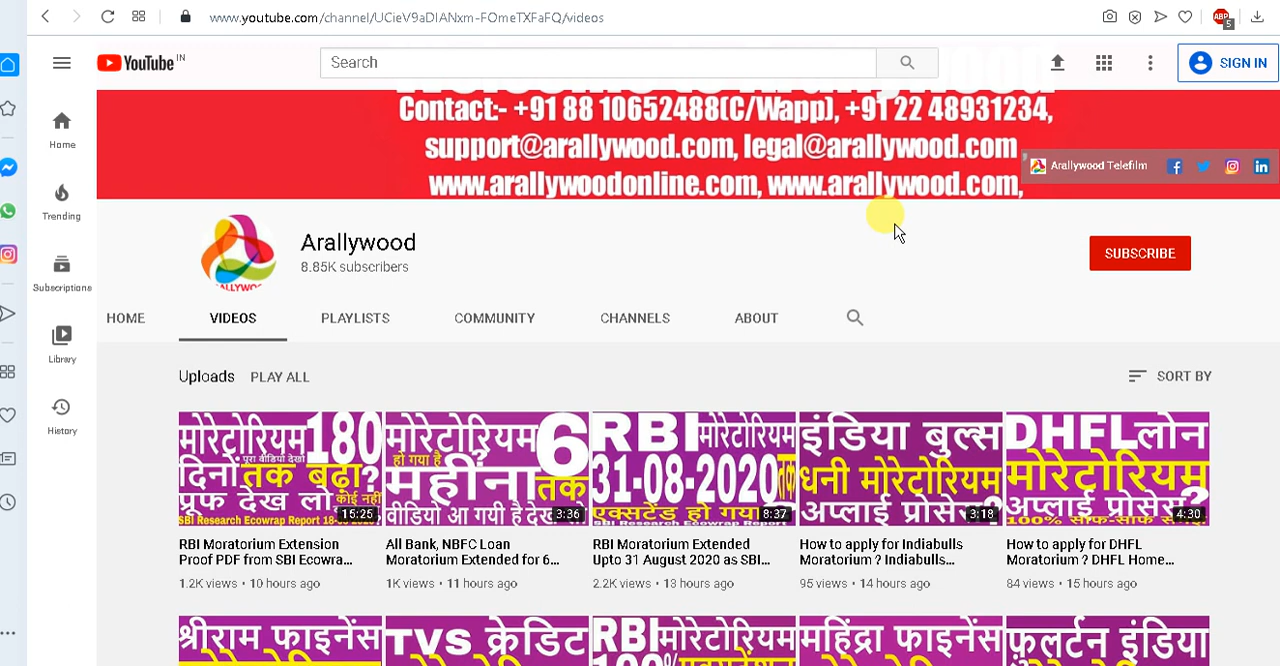 www.youtube.com/channel/UCieV9aDIANxm-FOmeTXFaFQ/videos
ABP
5
YouTube IN
Search
SIGN IN
Contact:- +91 88 10652488(C/Wapp), +91 22 48931234,
support@arallywood.com, legal@arallywood.com
www.arallywoodonline.com, www.arallywood.com,
Arallywood Telefilm
Home
Trending
Subscriptions
Library
History
Arallywood
8.85K subscribers
SUBSCRIBE
HOME VIDEOS PLAYLISTS COMMUNITY CHANNELS ABOUT
Uploads PLAY ALL
SORT BY
मोरेटोरियम 180
पूरा वीडियो देखो
दिनों तक बढ़ा?
प्रूफ देख लो कोई नहीं
SBI Research Ecowrap Report 18-05-2020
15:25
RBI Moratorium Extension
Proof PDF from SBI Ecowra...
1.2K views • 10 hours ago
मोरेटोरियम 6
हो गया है
महीना तक
वीडियो आ गयी है देख
3:36
All Bank, NBFC Loan
Moratorium Extended for 6...
1K views • 11 hours ago
RBI मोरेटोरियम
31-08-2020 तक
एक्सटेंड हो गया
SBI Research Ecowrap Report
8:37
RBI Moratorium Extended
Upto 31 August 2020 as SBI...
2.2K views • 13 hours ago
इंडिया बुल्स
धनी मोरेटोरियम
अप्लाई प्रोसेस?
3:18
How to apply for Indiabulls
Moratorium ? Indiabulls...
95 views • 14 hours ago
DHFL लोन
मोरेटोरियम
अप्लाई प्रोसेस?
100% साफ-साफ
4:30
How to apply for DHFL
Moratorium ? DHFL Home...
84 views • 15 hours ago
श्रीराम फाइनेंस
TVS क्रेडिट
RBI मोरेटोरियम
महिंद्रा फाइनेंस
फुलर्टन इंडिया